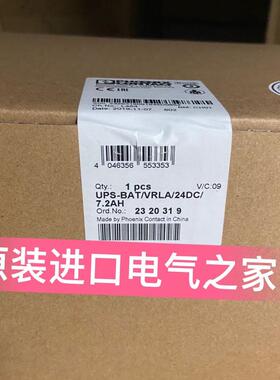 Date: 2019-11-07
4 046356 553353
Qty.: 1 pcs V/C:09
UPS-BAT/VRLA/24DC/
7.2AH
Ord.No.: 23 20 31 9
Made by Phoenix Contact in China
原装进口电气之家